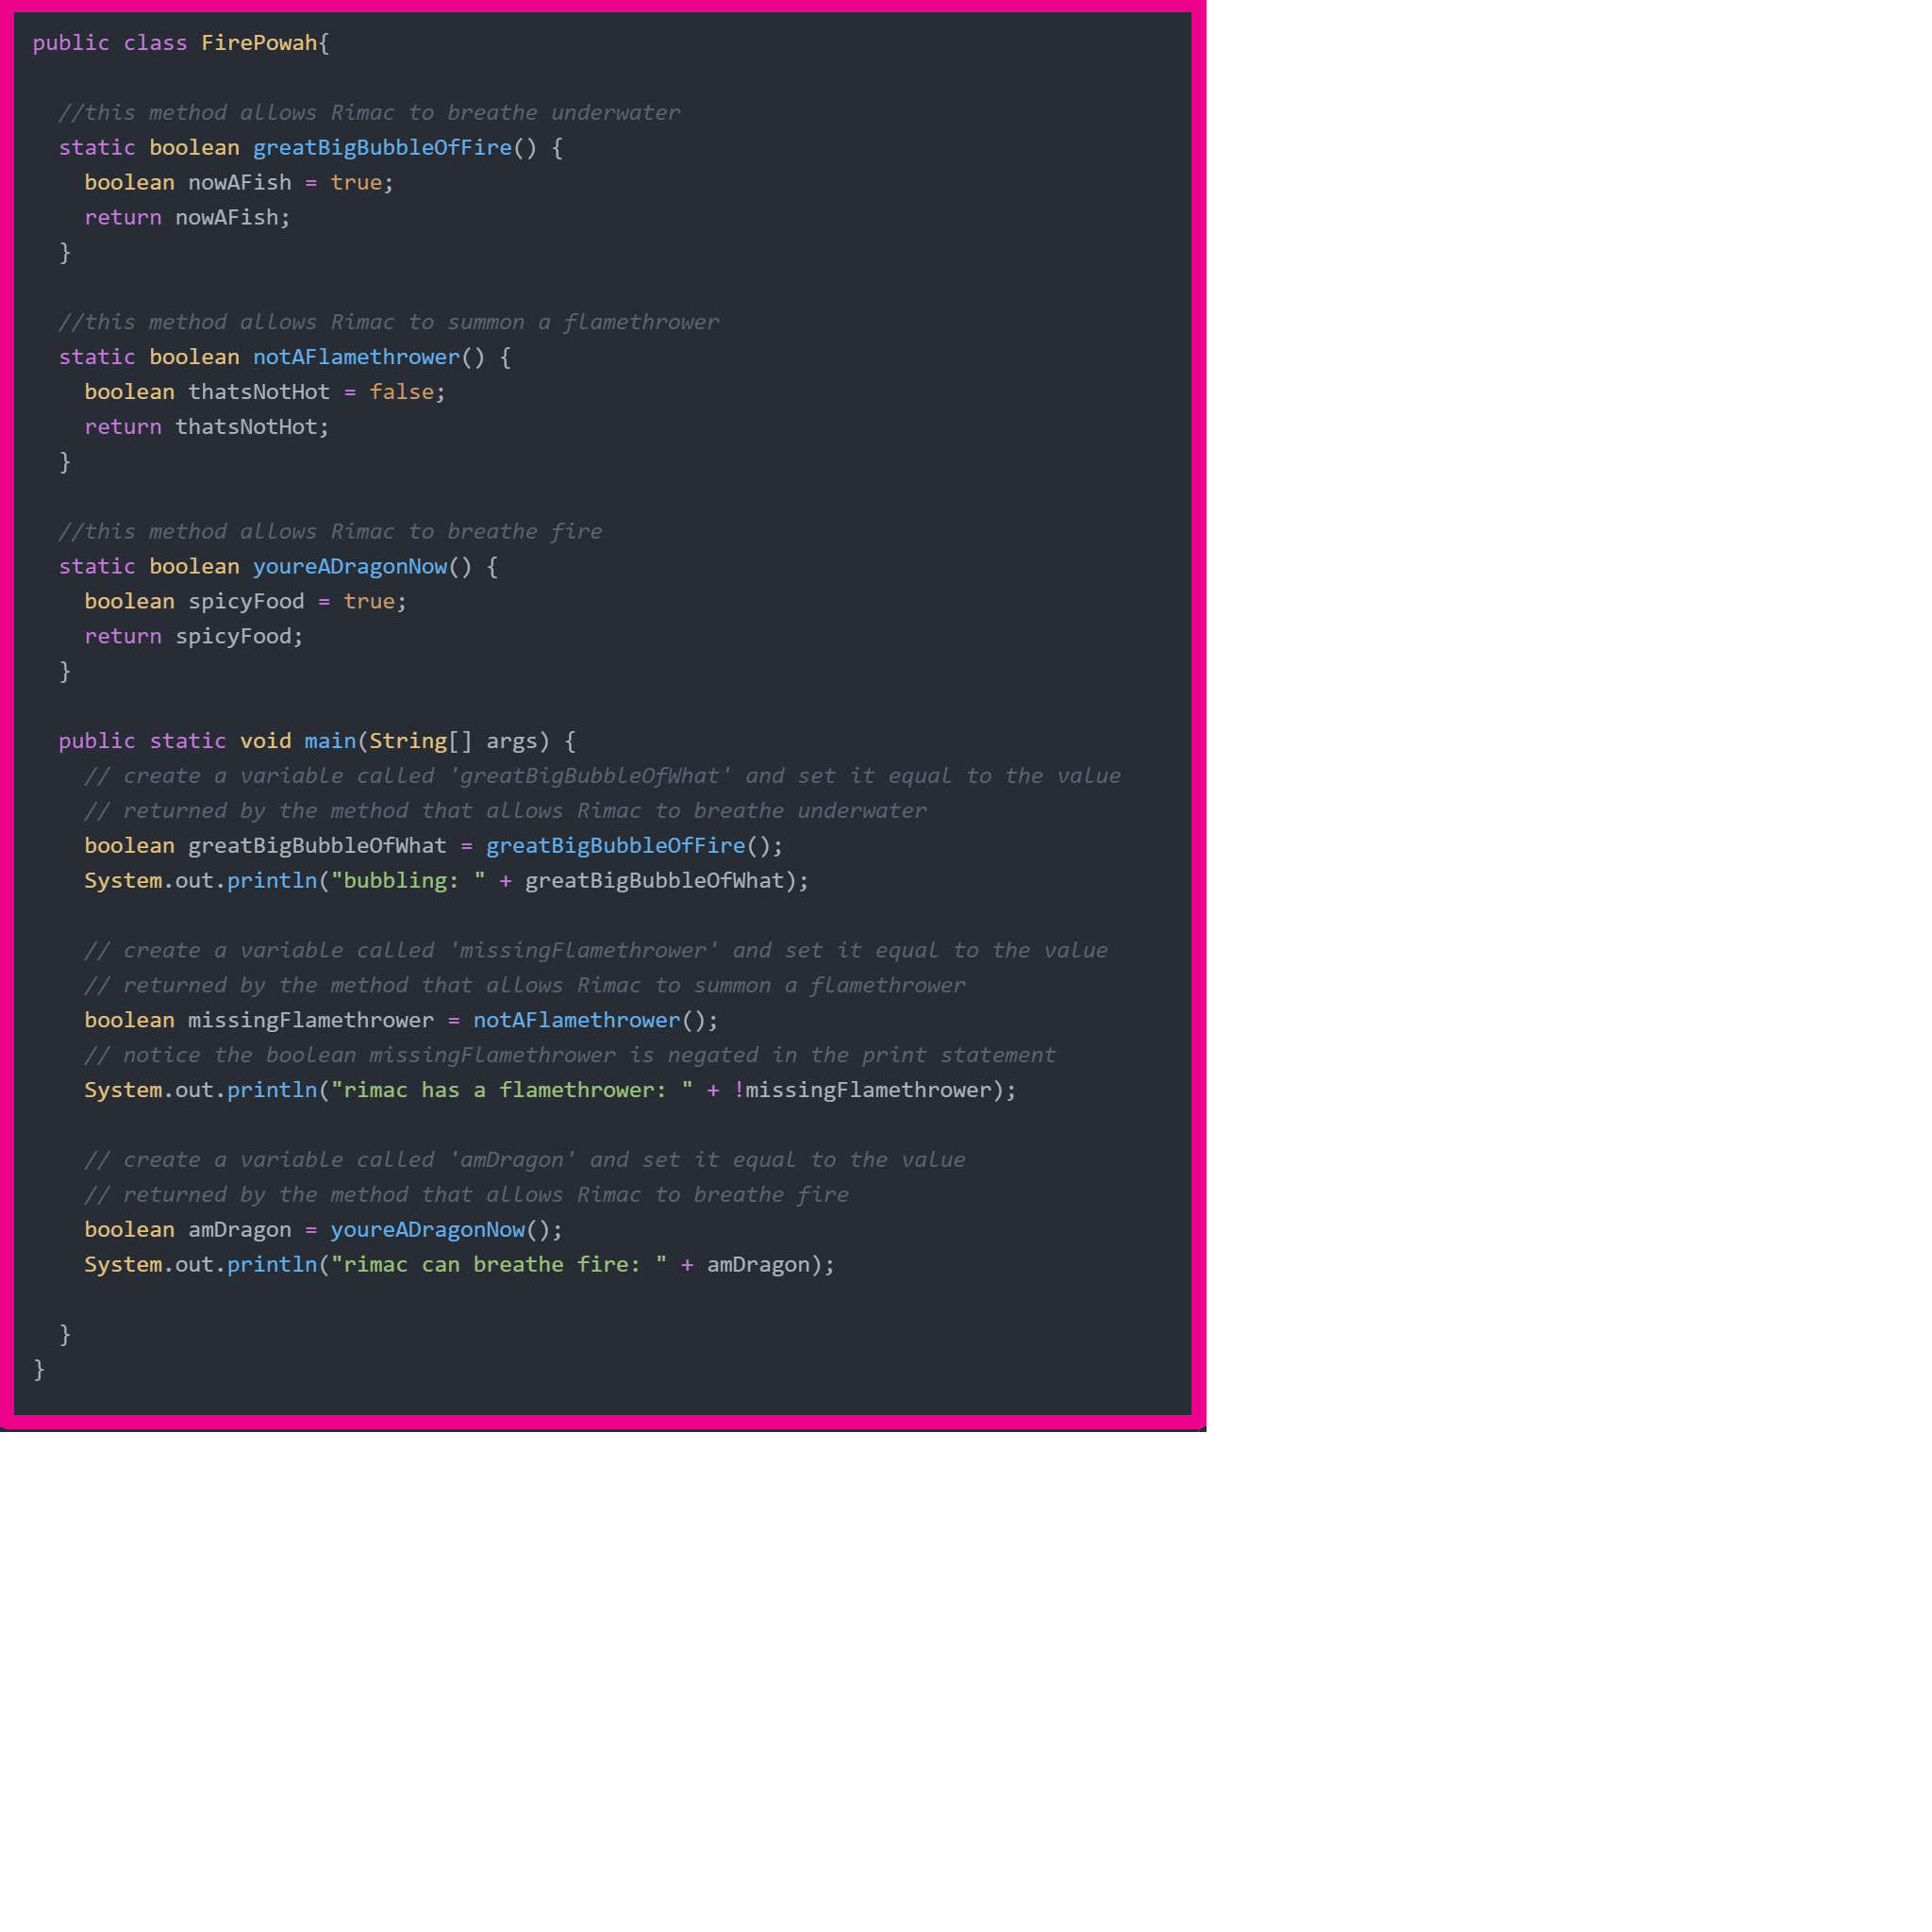 public class FirePowah{
//this method allows Rimac to breathe underwater
static boolean greatBigBubbleOfFire() {
boolean nowAFish = true;
return nowAFish;
}
//this method allows Rimac to summon a flamethrower
static boolean notAFlamethrower() {
boolean thatsNotHot = false;
return thatsNotHot;
}
//this method allows Rimac to breathe fire
static boolean youreADragonNow() {
boolean spicyFood = true;
return spicyFood;
}
public static void main(String[] args) {
// create a variable called 'greatBigBubbleOfWhat' and set it equal to the value
// returned by the method that allows Rimac to breathe underwater
boolean greatBigBubbleOfWhat = greatBigBubbleOfFire();
System.out.println("bubbling: " + greatBigBubbleOfWhat);
// create a variable called 'missingFlamethrower' and set it equal to the value
// returned by the method that allows Rimac to summon a flamethrower
boolean missingFlamethrower = notAFlamethrower();
// notice the boolean missingFlamethrower is negated in the print statement
System.out.println("rimac has a flamethrower: " + !missingFlamethrower);
// create a variable called 'amDragon' and set it equal to the value
// returned by the method that allows Rimac to breathe fire
boolean amDragon = youreADragonNow();
System.out.println("rimac can breathe fire: " + amDragon);
}
}